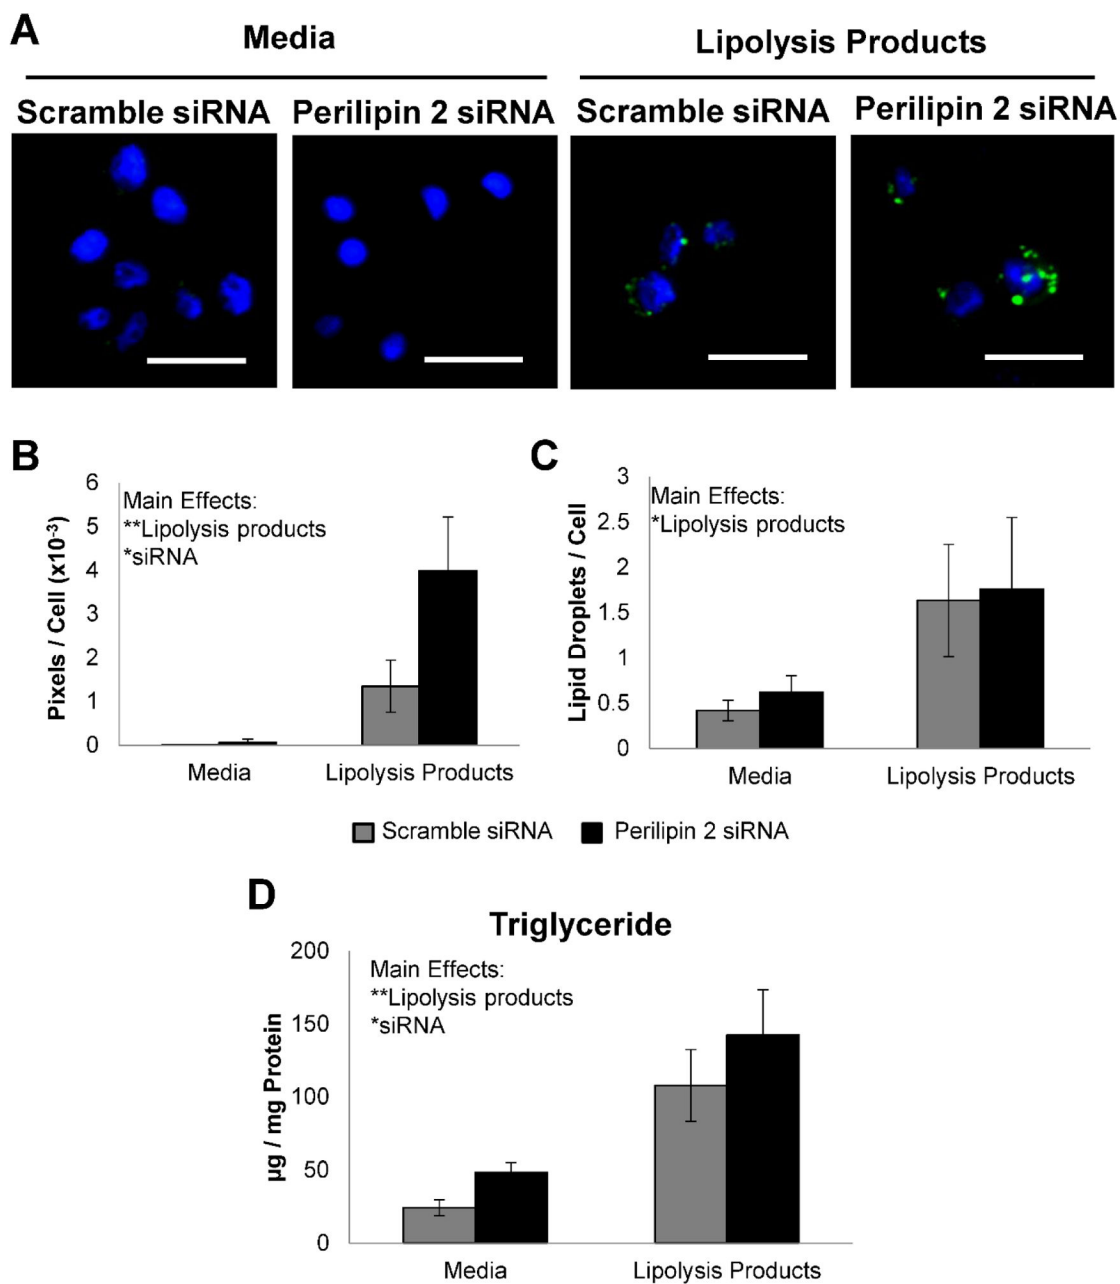 A
Media
Lipolysis Products
Scramble siRNA
Perilipin 2 siRNA
Scramble siRNA
Perilipin 2 siRNA
B
Pixels / Cell (x10⁻³)
6
5
4
3
2
1
0
Main Effects:
**Lipolysis products
*siRNA
Media
Lipolysis Products
C
Lipid Droplets / Cell
3
2.5
2
1.5
1
0.5
0
Main Effects:
*Lipolysis products
Media
Lipolysis Products
Scramble siRNA
Perilipin 2 siRNA
D
Triglyceride
µg / mg Protein
200
150
100
50
0
Main Effects:
**Lipolysis products
*siRNA
Media
Lipolysis Products